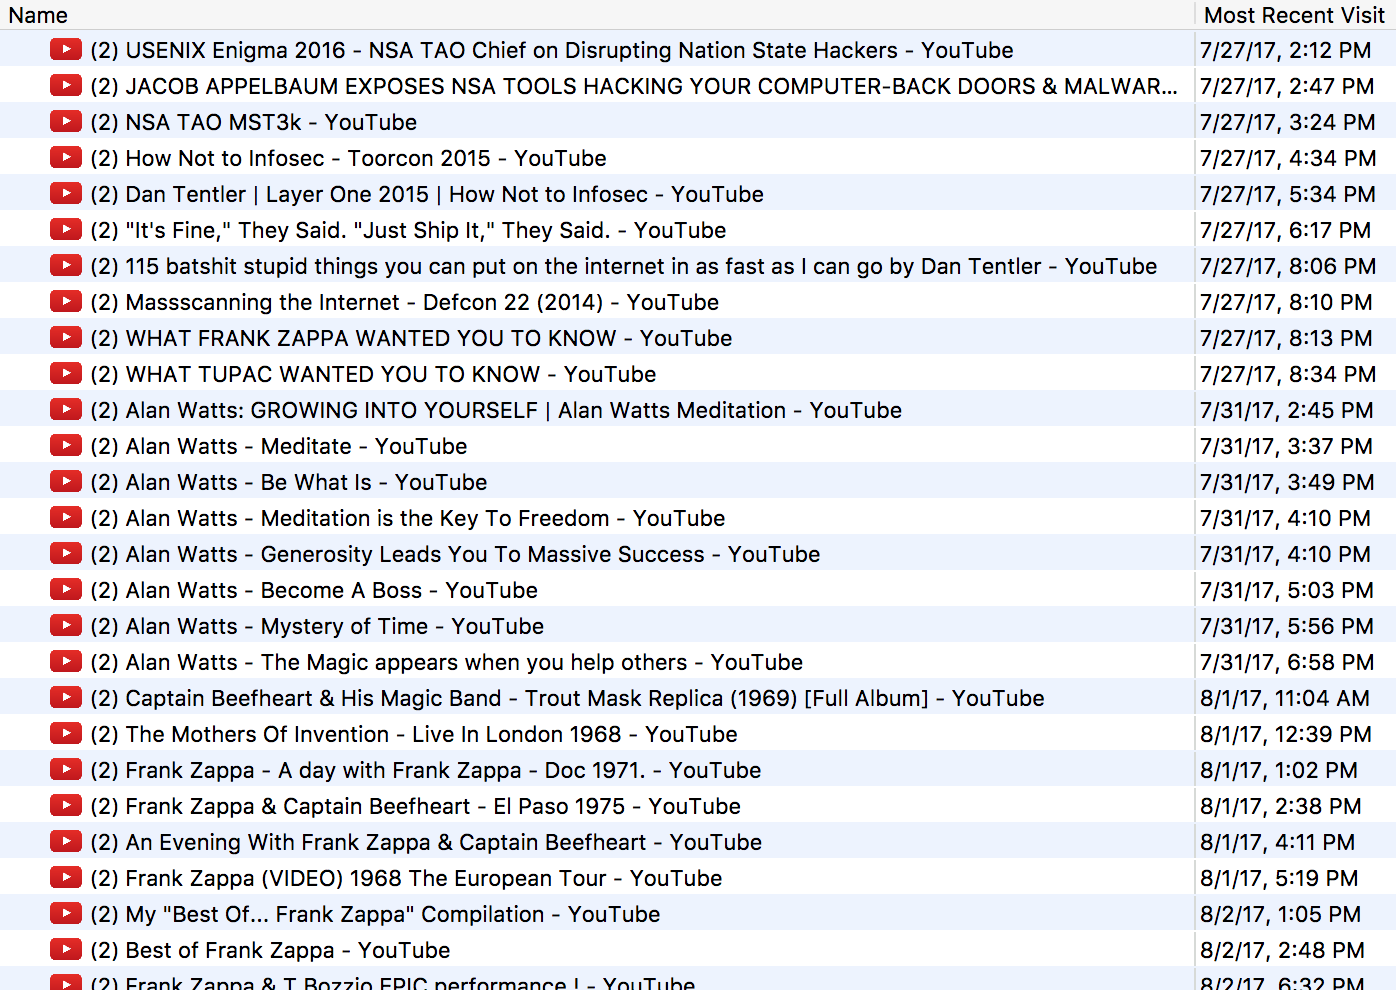 Name Most Recent Visit
(2) USENIX Enigma 2016 - NSA TAO Chief on Disrupting Nation State Hackers - YouTube 7/27/17, 2:12 PM
(2) JACOB APPELBAUM EXPOSES NSA TOOLS HACKING YOUR COMPUTER-BACK DOORS & MALWAR... 7/27/17, 2:47 PM
(2) NSA TAO MST3k - YouTube 7/27/17, 3:24 PM
(2) How Not to Infosec - Toorcon 2015 - YouTube 7/27/17, 4:34 PM
(2) Dan Tentler | Layer One 2015 | How Not to Infosec - YouTube 7/27/17, 5:34 PM
(2) "It's Fine," They Said. "Just Ship It," They Said. - YouTube 7/27/17, 6:17 PM
(2) 115 batshit stupid things you can put on the internet in as fast as I can go by Dan Tentler - YouTube 7/27/17, 8:06 PM
(2) Massscanning the Internet - Defcon 22 (2014) - YouTube 7/27/17, 8:10 PM
(2) WHAT FRANK ZAPPA WANTED YOU TO KNOW - YouTube 7/27/17, 8:13 PM
(2) WHAT TUPAC WANTED YOU TO KNOW - YouTube 7/27/17, 8:34 PM
(2) Alan Watts: GROWING INTO YOURSELF | Alan Watts Meditation - YouTube 7/31/17, 2:45 PM
(2) Alan Watts - Meditate - YouTube 7/31/17, 3:37 PM
(2) Alan Watts - Be What Is - YouTube 7/31/17, 3:49 PM
(2) Alan Watts - Meditation is the Key To Freedom - YouTube 7/31/17, 4:10 PM
(2) Alan Watts - Generosity Leads You To Massive Success - YouTube 7/31/17, 4:10 PM
(2) Alan Watts - Become A Boss - YouTube 7/31/17, 5:03 PM
(2) Alan Watts - Mystery of Time - YouTube 7/31/17, 5:56 PM
(2) Alan Watts - The Magic appears when you help others - YouTube 7/31/17, 6:58 PM
(2) Captain Beefheart & His Magic Band - Trout Mask Replica (1969) [Full Album] - YouTube 8/1/17, 11:04 AM
(2) The Mothers Of Invention - Live In London 1968 - YouTube 8/1/17, 12:39 PM
(2) Frank Zappa - A day with Frank Zappa - Doc 1971. - YouTube 8/1/17, 1:02 PM
(2) Frank Zappa & Captain Beefheart - El Paso 1975 - YouTube 8/1/17, 2:38 PM
(2) An Evening With Frank Zappa & Captain Beefheart - YouTube 8/1/17, 4:11 PM
(2) Frank Zappa (VIDEO) 1968 The European Tour - YouTube 8/1/17, 5:19 PM
(2) My "Best Of... Frank Zappa" Compilation - YouTube 8/2/17, 1:05 PM
(2) Best of Frank Zappa - YouTube 8/2/17, 2:48 PM
(2) Frank Zappa & T Bozzio EPIC performance ! - YouTube 8/2/17, 6:32 PM